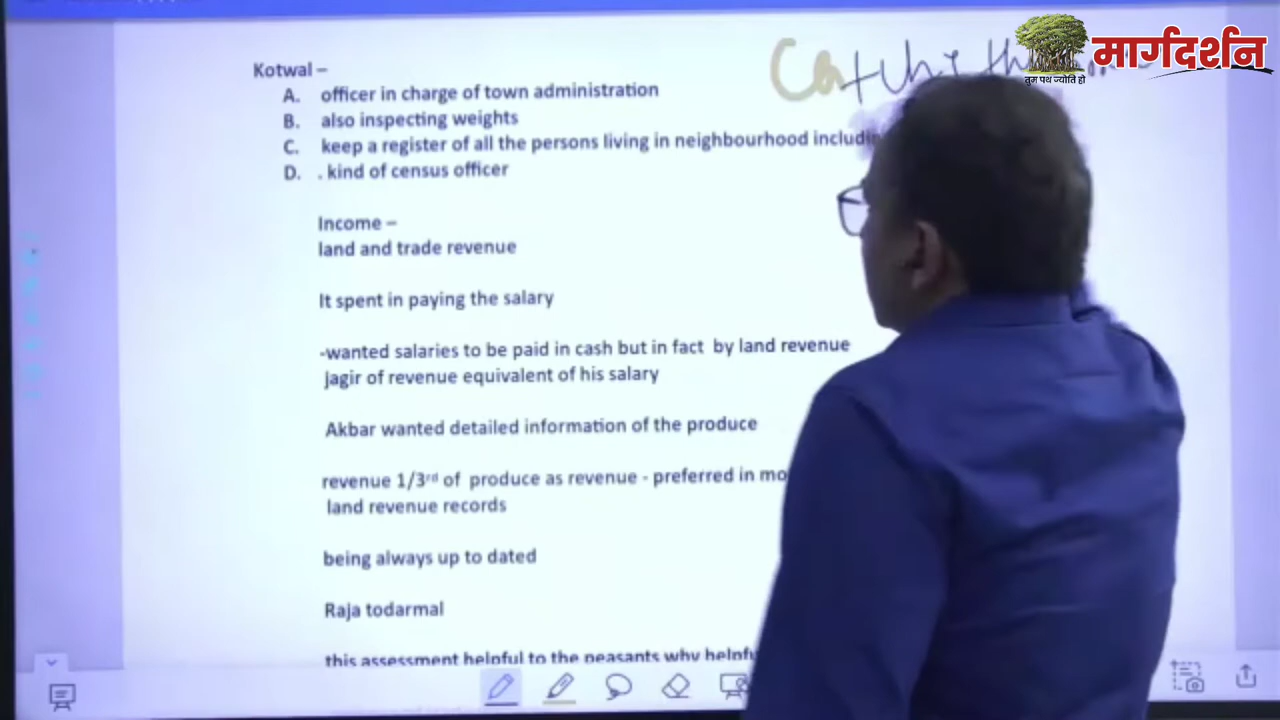 मार्गदर्शन
तुम पथ ज्योति हो
Kotwal –
A. officer in charge of town administration
B. also inspecting weights
C. keep a register of all the persons living in neighbourhood
D. . kind of census officer
Income –
land and trade revenue
It spent in paying the salary
-wanted salaries to be paid in cash but in fact by land revenue
jagir of revenue equivalent of his salary
Akbar wanted detailed information of the produce
revenue 1/3rd of produce as revenue - preferred in
land revenue records
being always up to dated
Raja todarmal
this assessment helpful to the peasants why